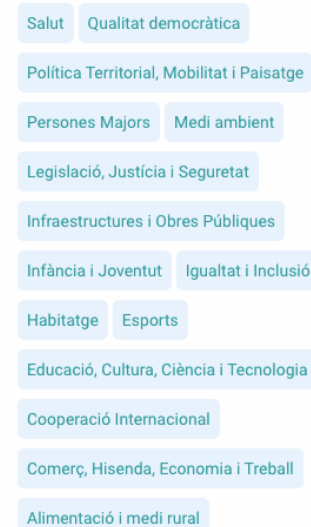 Salut Qualitat democràtica
Política Territorial, Mobilitat i Paisatge
Persones Majors Medi ambient
Legislació, Justícia i Seguretat
Infraestructures i Obres Públiques
Infància i Joventut Igualtat i Inclusió
Habitatge Esports
Educació, Cultura, Ciència i Tecnologia
Cooperació Internacional
Comerç, Hisenda, Economia i Treball
Alimentació i medi rural